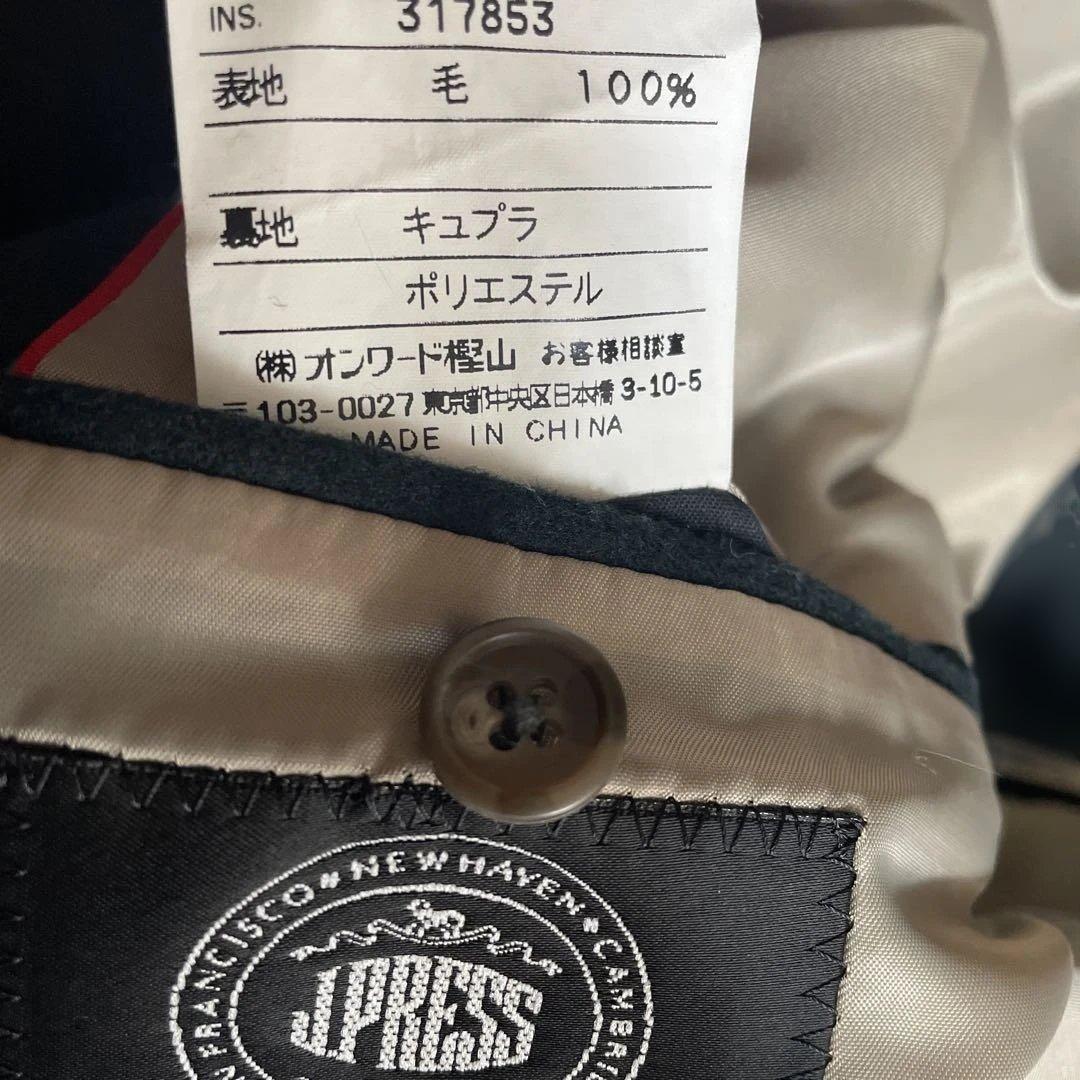 INS. 317853
表地 毛 100%
裏地 キュプラ
ポリエステル
(株)オンワード樫山 お客様相談室
〒103-0027 東京都中央区日本橋3-10-5
MADE IN CHINA
FRANCISCO NEW HAVEN
J.PRESS